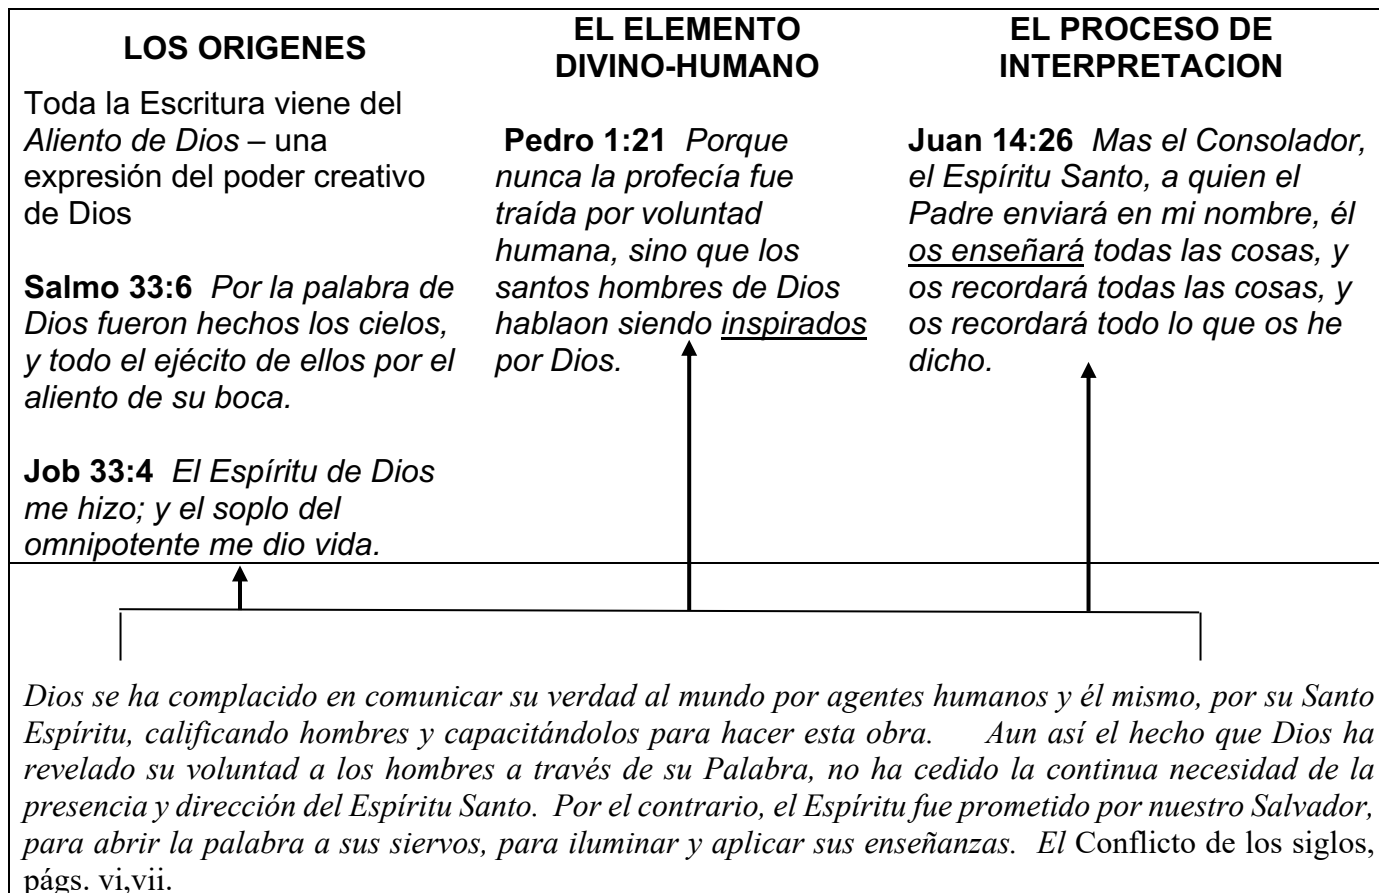 LOS ORIGENES
Toda la Escritura viene del
Aliento de Dios – una
expresión del poder creativo
de Dios
Salmo 33:6 Por la palabra de
Dios fueron hechos los cielos,
y todo el ejército de ellos por el
aliento de su boca.
Job 33:4 El Espíritu de Dios
me hizo; y el soplo del
omnipotente me dio vida.
EL ELEMENTO
DIVINO-HUMANO
Pedro 1:21 Porque
nunca la profecía fue
traída por voluntad
humana, sino que los
santos hombres de Dios
hablaon siendo inspirados
por Dios.
EL PROCESO DE
INTERPRETACION
Juan 14:26 Mas el Consolador,
el Espíritu Santo, a quien el
Padre enviará en mi nombre, él
os enseñará todas las cosas, y
os recordará todas las cosas, y
os recordará todo lo que os he
dicho.
Dios se ha complacido en comunicar su verdad al mundo por agentes humanos y él mismo, por su Santo
Espíritu, calificando hombres y capacitándolos para hacer esta obra. Aun así el hecho que Dios ha
revelado su voluntad a los hombres a través de su Palabra, no ha cedido la continua necesidad de la
presencia y dirección del Espíritu Santo. Por el contrario, el Espíritu fue prometido por nuestro Salvador,
para abrir la palabra a sus siervos, para iluminar y aplicar sus enseñanzas. El Conflicto de los siglos,
págs. vi,vii.